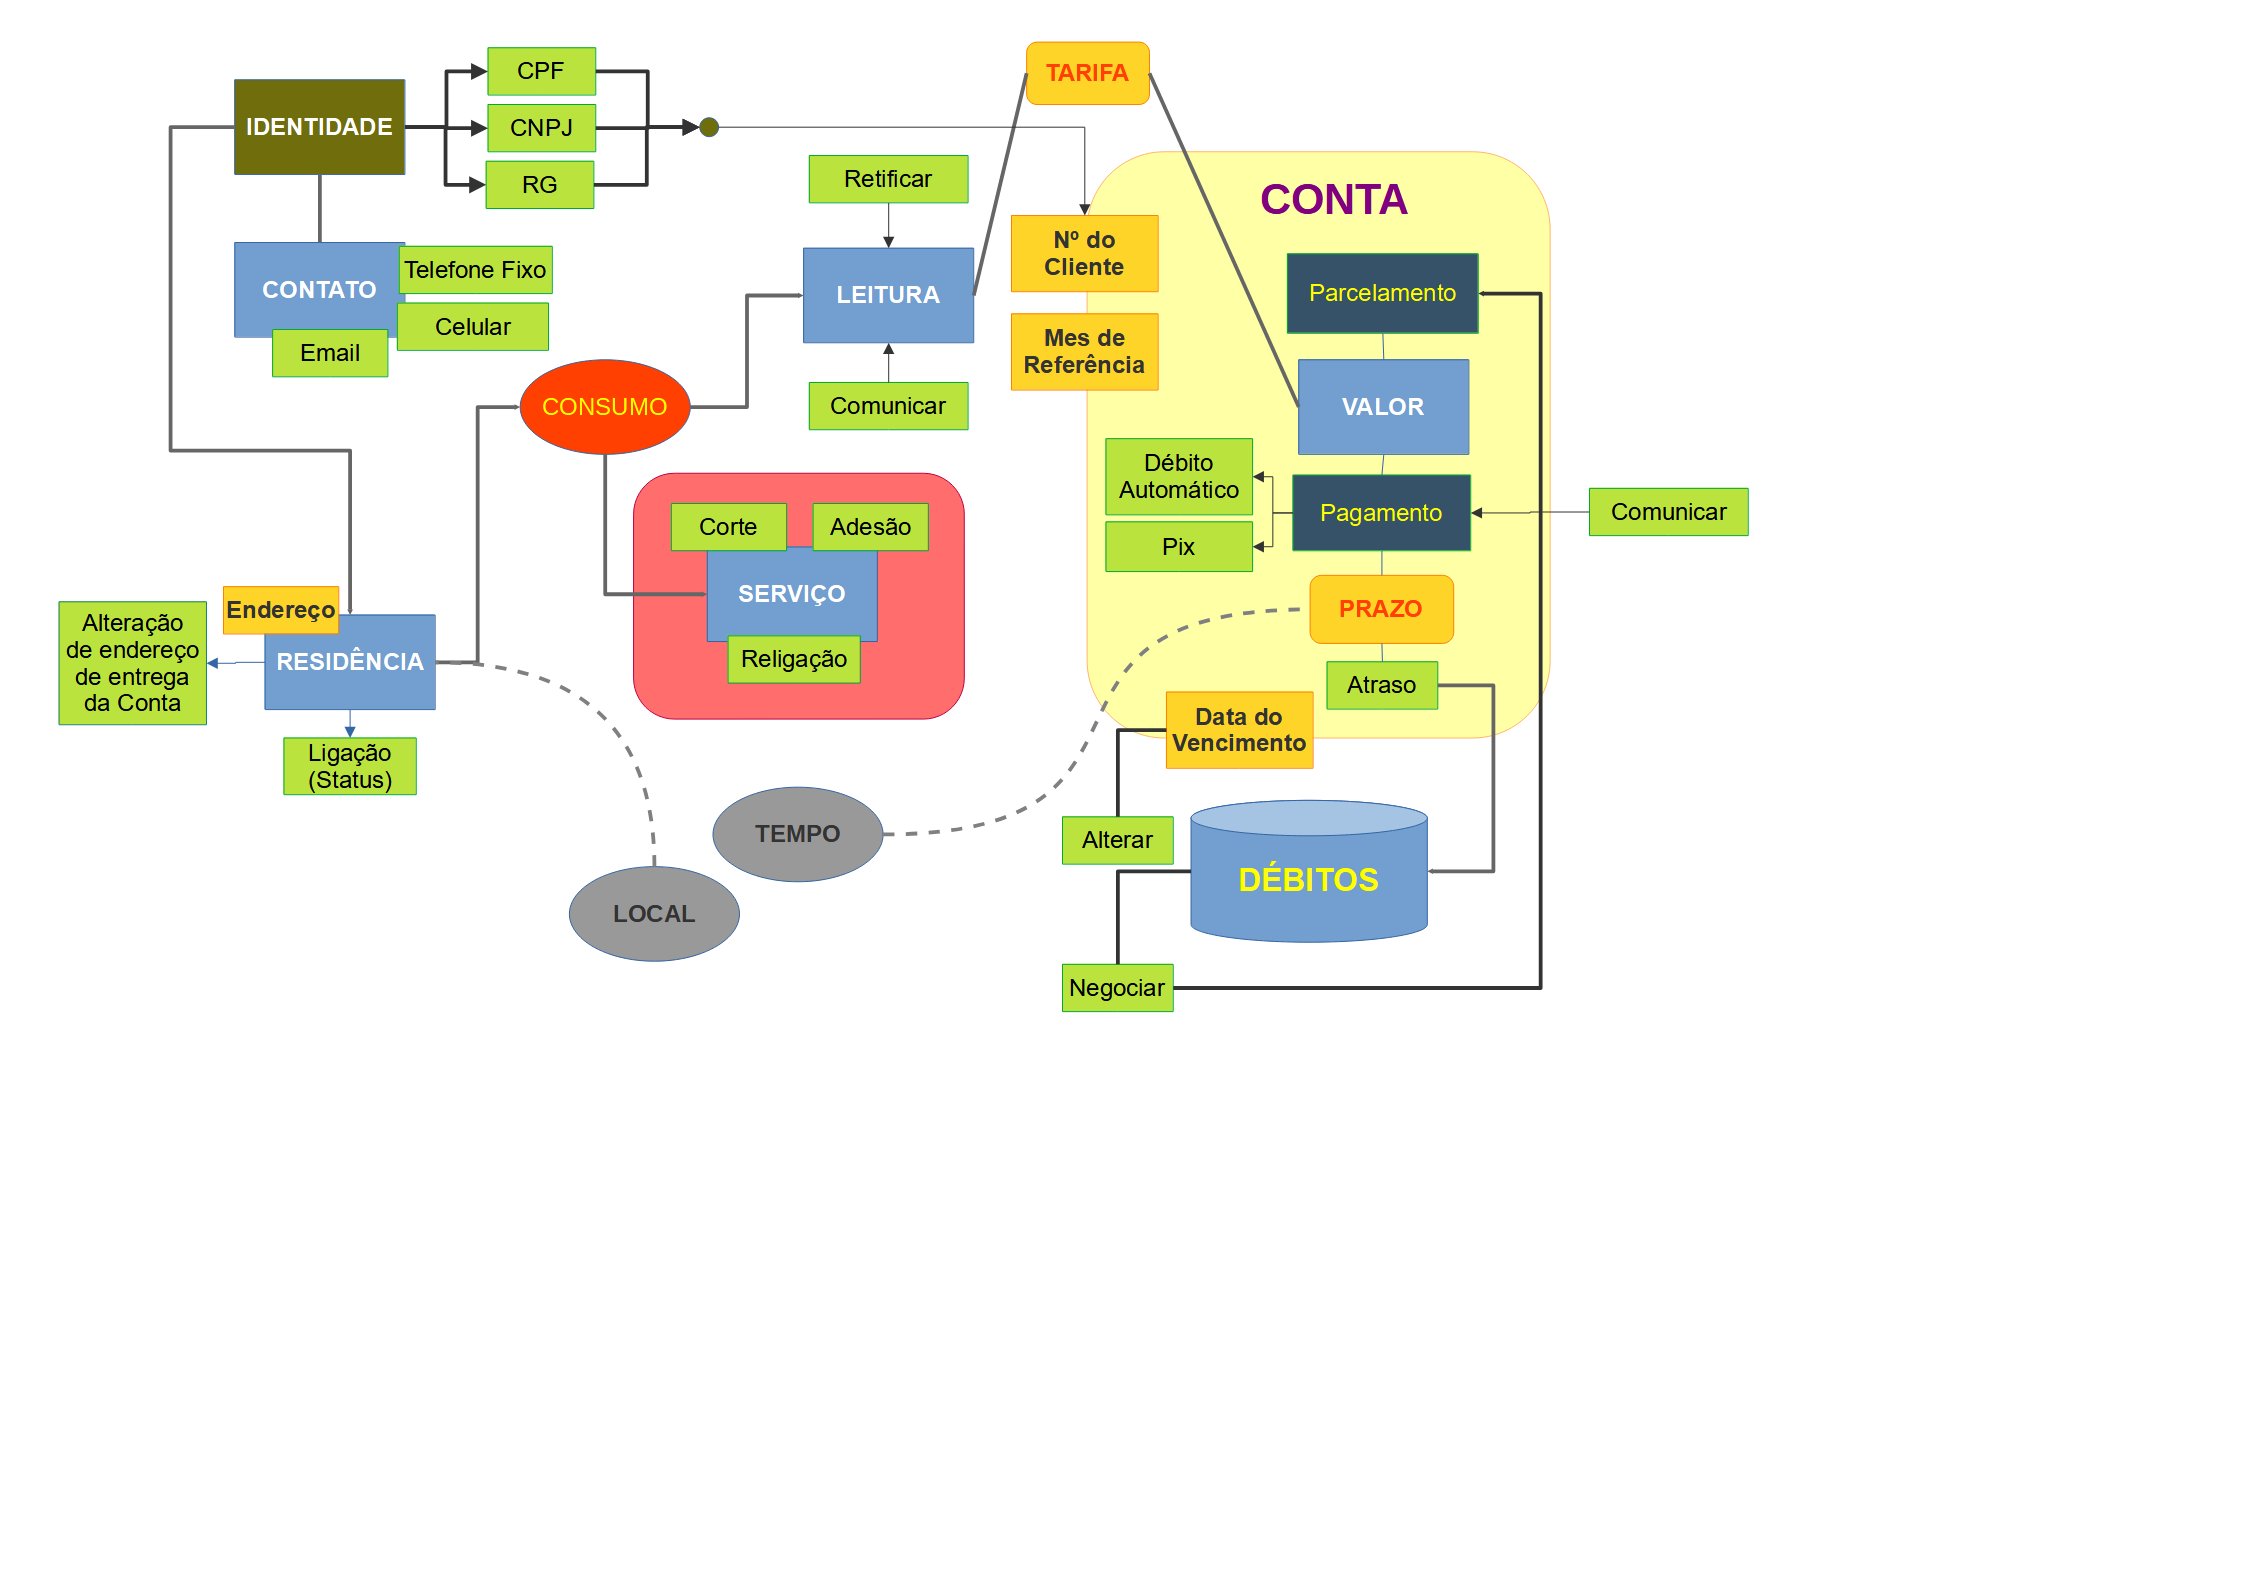 CPF
TARIFA
IDENTIDADE
CNPJ
RG
Retificar
CONTA
Nº do
Cliente
CONTATO
Telefone Fixo
LEITURA
Parcelamento
Celular
Email
Mes de
Referência
CONSUMO
Comunicar
VALOR
Débito
Automático
Pagamento
Comunicar
Corte
Adesão
Pix
SERVIÇO
Endereço
PRAZO
Alteração
de endereço
de entrega
da Conta
RESIDÊNCIA
Religação
Atraso
Data do
Vencimento
Ligação
(Status)
TEMPO
Alterar
DÉBITOS
LOCAL
Negociar